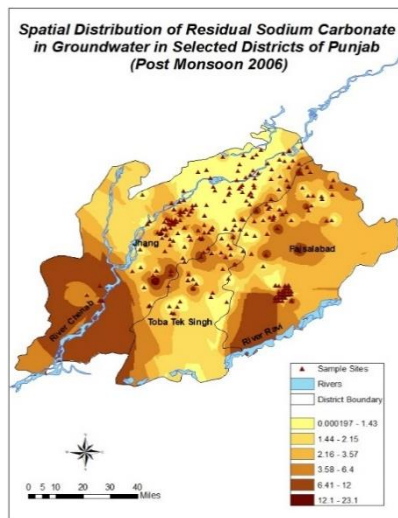 Spatial Distribution of Residual Sodium Carbonate
in Groundwater in Selected Districts of Punjab
(Post Monsoon 2006)
Jhang
Faisalabad
River Chenab
Toba Tek Singh
River Ravi
Sample Sites
Rivers
District Boundary
0.000197 - 1.43
1.44 - 2.15
2.16 - 3.57
3.58 - 6.4
6.41 - 12
12.1 - 23.1
0 5 10 20 30 40
Miles